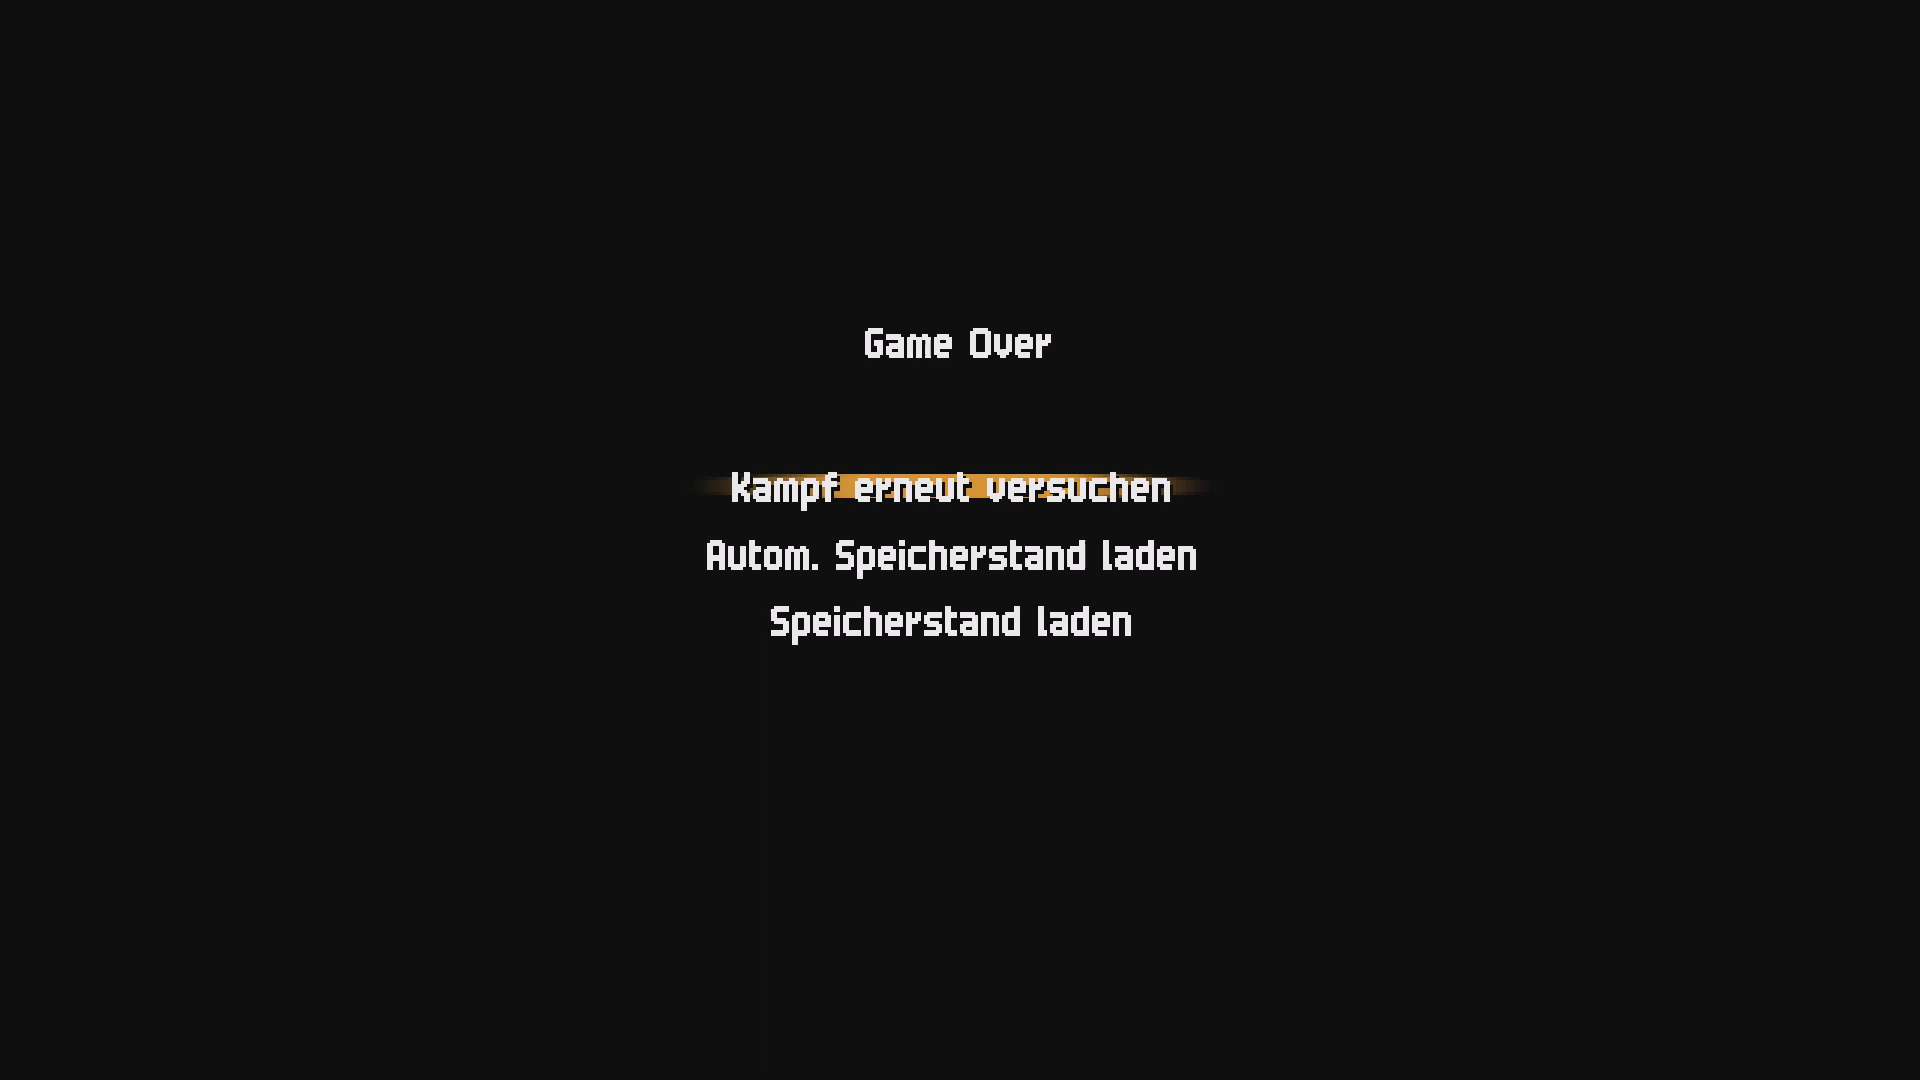 Game Over
Kampf erneut versuchen
Autom. Speicherstand laden
Speicherstand laden